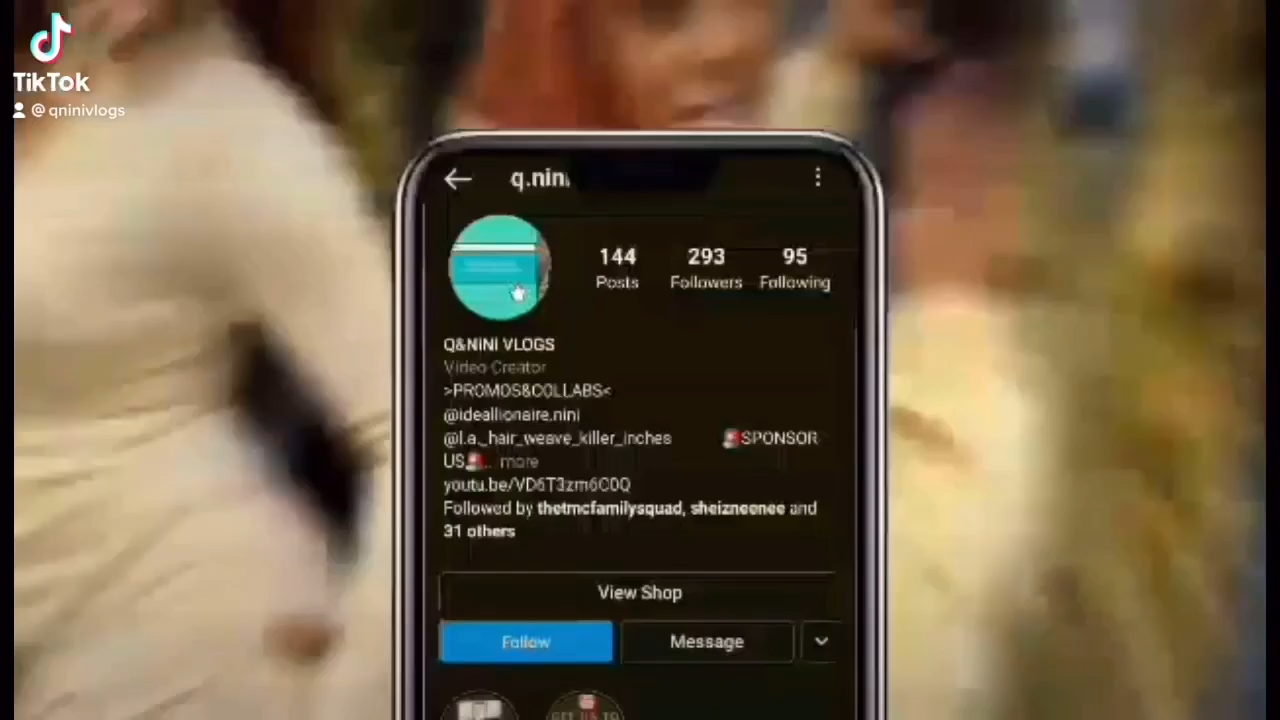 TikTok
@ qninivlogs
q.nini
144 293 95
Posts Followers Following
Q&NiNi VLOGS
Video Creator
>PROMOS&COLLABS<
@ideallionaire.nini
@l.a._hair_weave_killer_inches 🚨SPONSOR
US🚨... more
youtu.be/VD6T3zm6C0Q
Followed by thetmcfamilysquad, sheizneenee and
31 others
View Shop
Follow Message